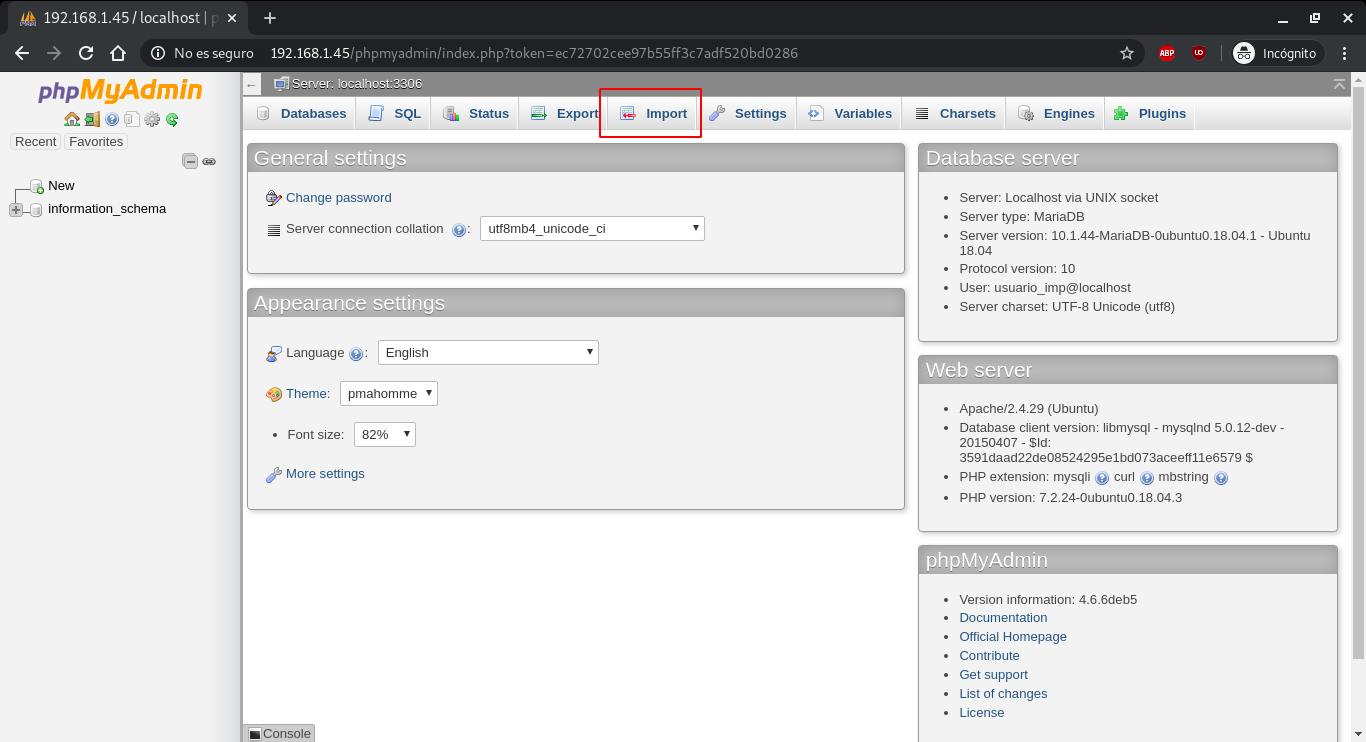 192.168.1.45 / localhost | p
No es seguro 192.168.1.45/phpmyadmin/index.php?token=ec72702cee97b55ff3c7adf520bd0286
ABP
UO
Incógnito
phpMyAdmin
Recent Favorites
New
information_schema
Server: localhost:3306
Databases SQL Status Export Import Settings Variables Charsets Engines Plugins
General settings
Change password
Server connection collation : utf8mb4_unicode_ci
Appearance settings
Language : English
Theme: pmahomme
Font size: 82%
More settings
Database server
Server: Localhost via UNIX socket
Server type: MariaDB
Server version: 10.1.44-MariaDB-0ubuntu0.18.04.1 - Ubuntu
18.04
Protocol version: 10
User: usuario_imp@localhost
Server charset: UTF-8 Unicode (utf8)
Web server
Apache/2.4.29 (Ubuntu)
Database client version: libmysql - mysqlnd 5.0.12-dev -
20150407 - $Id:
3591daad22de08524295e1bd073aceeff11e6579 $
PHP extension: mysqli curl mbstring
PHP version: 7.2.24-0ubuntu0.18.04.3
phpMyAdmin
Version information: 4.6.6deb5
Documentation
Official Homepage
Contribute
Get support
List of changes
License
Console